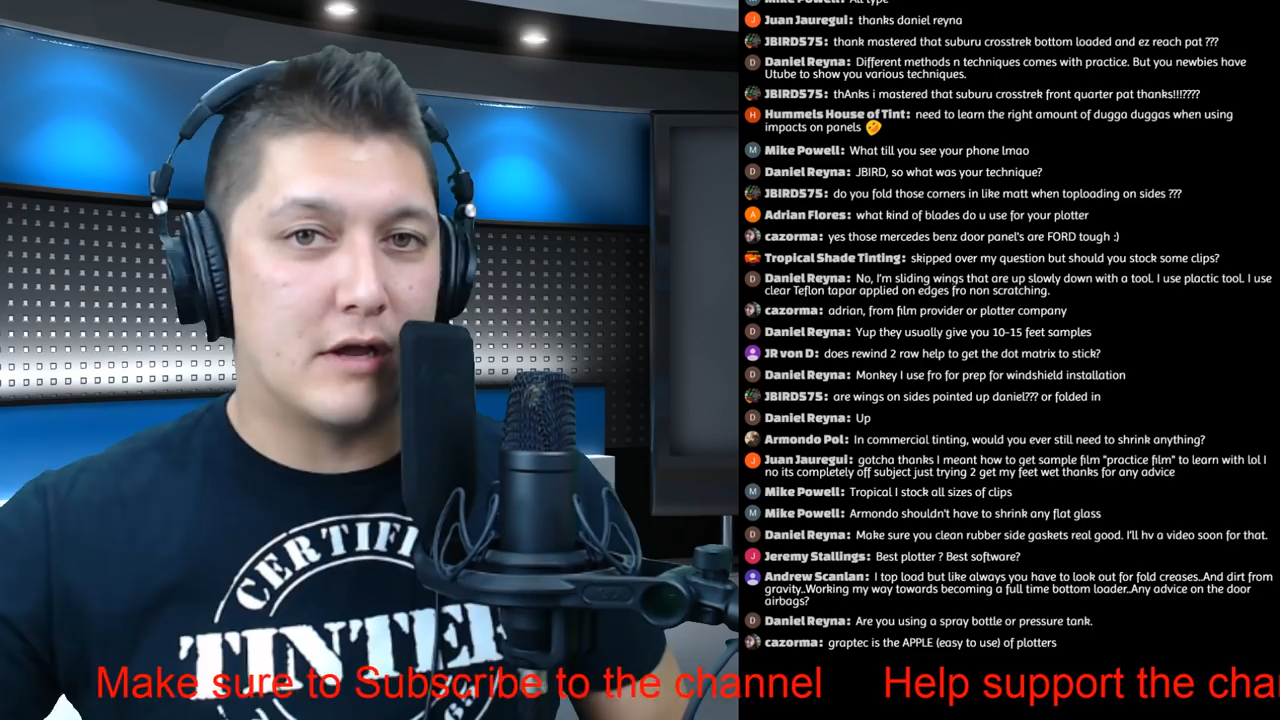 CERTIFI
TINTER
65
Mike Powell: All type
Juan Jauregui: thanks daniel reyna
JBIRD575: thank mastered that suburu crosstrek bottom loaded and ez reach pat ???
Daniel Reyna: Different methods n techniques comes with practice. But you newbies have
Utube to show you various techniques.
JBIRD575: thAnks i mastered that suburu crosstrek front quarter pat thanks!!!????
Hummels House of Tint: need to learn the right amount of dugga duggas when using
impacts on panels 🤔
Mike Powell: What till you see your phone lmao
Daniel Reyna: JBIRD, so what was your technique?
JBIRD575: do you fold those corners in like matt when toploading on sides ???
Adrian Flores: what kind of blades do u use for your plotter
cazorma: yes those mercedes benz door panel's are FORD tough :)
Tropical Shade Tinting: skipped over my question but should you stock some clips?
Daniel Reyna: No, I'm sliding wings that are up slowly down with a tool. I use plactic tool. I use
clear Teflon tapar applied on edges fro non scratching.
cazorma: adrian, from film provider or plotter company
Daniel Reyna: Yup they usually give you 10-15 feet samples
JR von D: does rewind 2 raw help to get the dot matrix to stick?
Daniel Reyna: Monkey I use fro for prep for windshield installation
JBIRD575: are wings on sides pointed up daniel??? or folded in
Daniel Reyna: Up
Armondo Pol: In commercial tinting, would you ever still need to shrink anything?
Juan Jauregui: gotcha thanks I meant how to get sample film "practice film" to learn with lol I
no its completely off subject just trying 2 get my feet wet thanks for any advice
Mike Powell: Tropical I stock all sizes of clips
Mike Powell: Armondo shouldn't have to shrink any flat glass
Daniel Reyna: Make sure you clean rubber side gaskets real good. I'll hv a video soon for that.
Jeremy Stallings: Best plotter ? Best software?
Andrew Scanlan: I top load but like always you have to look out for fold creases..And dirt from
gravity..Working my way towards becoming a full time bottom loader..Any advice on the door
airbags?
Daniel Reyna: Are you using a spray bottle or pressure tank.
cazorma: graptec is the APPLE (easy to use) of plotters
Make sure to Subscribe to the channel Help support the cha